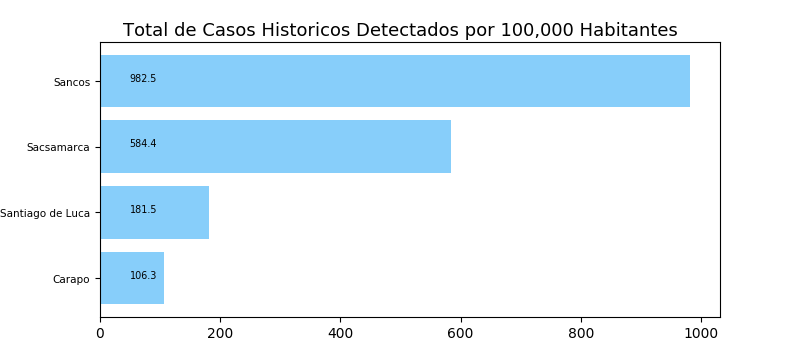 Total de Casos Historicos Detectados por 100,000 Habitantes
Sancos 982.5
Sacsamarca 584.4
Santiago de Luca 181.5
Carapo 106.3
0 200 400 600 800 1000